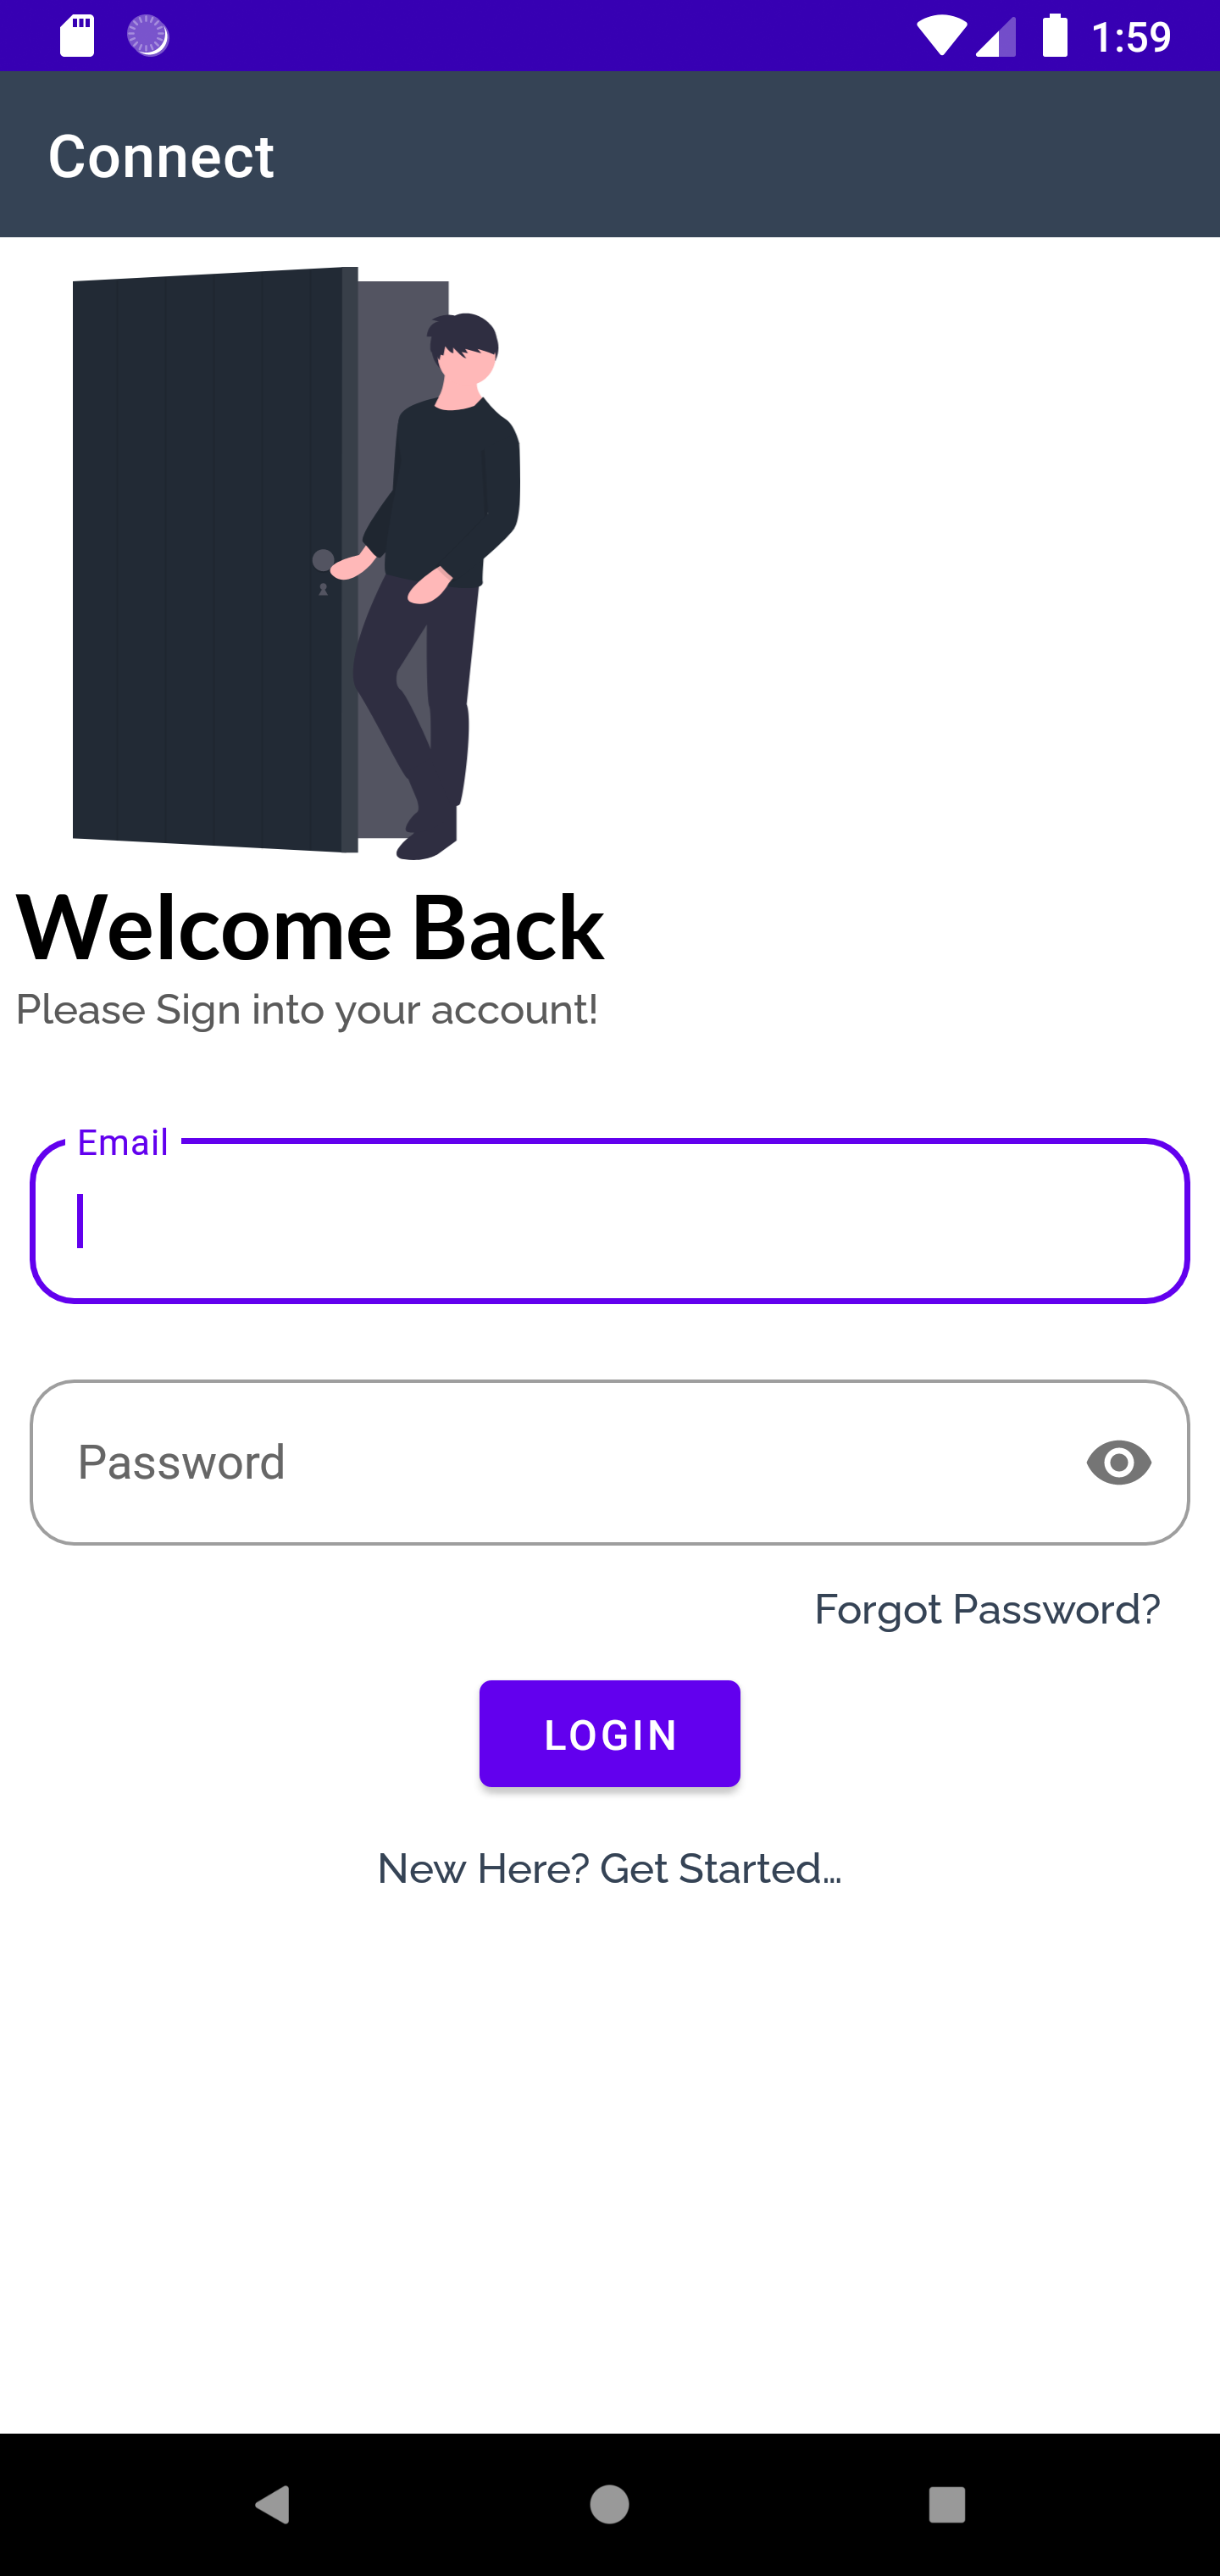 1:59
Connect
Welcome Back
Please Sign into your account!
Email
Password
Forgot Password?
LOGIN
New Here? Get Started...